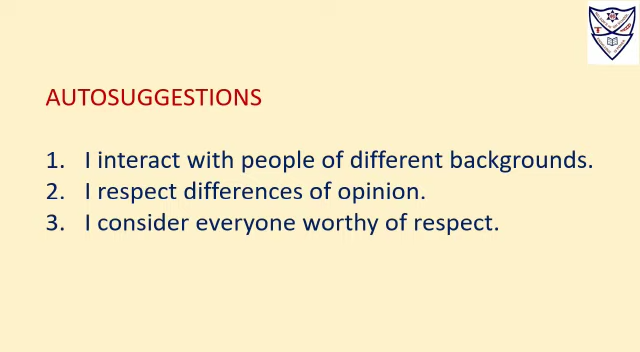 AUTOSUGGESTIONS
1. I interact with people of different backgrounds.
2. I respect differences of opinion.
3. I consider everyone worthy of respect.